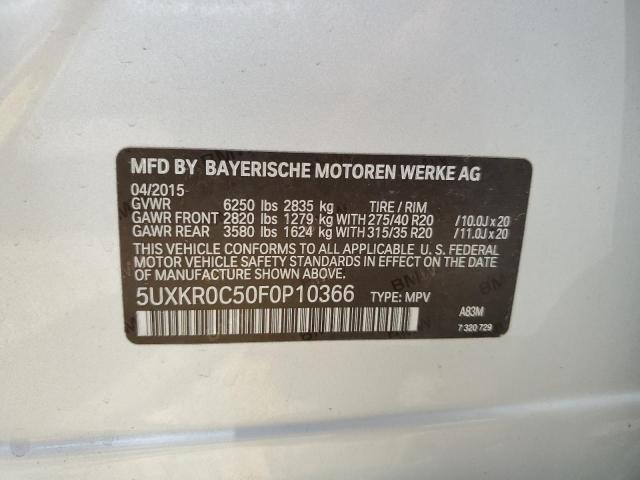 MFD BY BAYERISCHE MOTOREN WERKE AG
04/2015
GVWR 6250 lbs 2835 kg TIRE / RIM
GAWR FRONT 2820 lbs 1279 kg WITH 275/40 R20 /10.0J x 20
GAWR REAR 3580 lbs 1624 kg WITH 315/35 R20 /11.0J x 20
THIS VEHICLE CONFORMS TO ALL APPLICABLE U. S. FEDERAL
MOTOR VEHICLE SAFETY STANDARDS IN EFFECT ON THE DATE
OF MANUFACTURE SHOWN ABOVE.
5UXKR0C50F0P10366 TYPE: MPV
A83M
7 320 729